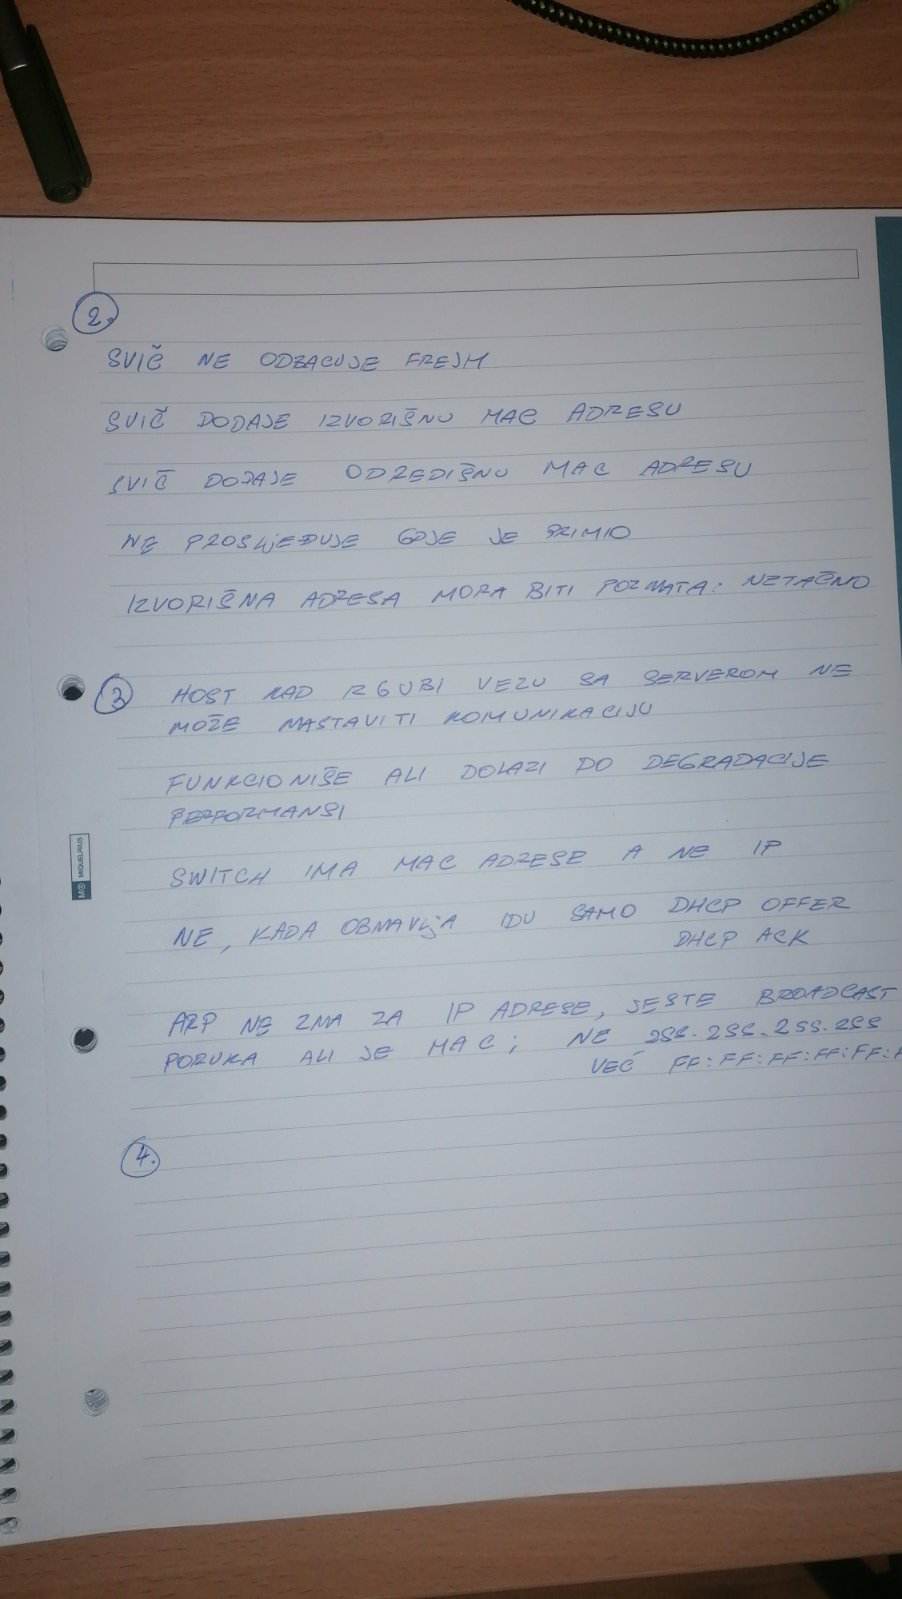 2.
SVIČ NE ODBACUJE FREJM
SVIČ DODAJE IZVORIŠNU MAC ADRESU
SVIČ DODAJE ODREDIŠNU MAC ADRESU
NE PROSLJEĐUJE GDJE JE PRIMIO
IZVORIŠNA ADRESA MORA BITI POZNATA: NETAČNO
3
HOST KAD IZGUBI VEZU SA SERVEROM NE
MOŽE NASTAVITI KOMUNIKACIJU
FUNKCIONIŠE ALI DOLAZI DO DEGRADACIJE
PERFORMANSI
MIQUELRIUS
SWITCH IMA MAC ADRESE A NE IP
NE, KADA OBNAVLJA IDU SAMO DHCP OFFER
DHCP ACK
ARP NE ZNA ZA IP ADRESE, JESTE BROADCAST
PORUKA ALI JE MAC; NE 255.255.255.255
VEĆ FF:FF:FF:FF:FF:F
4.